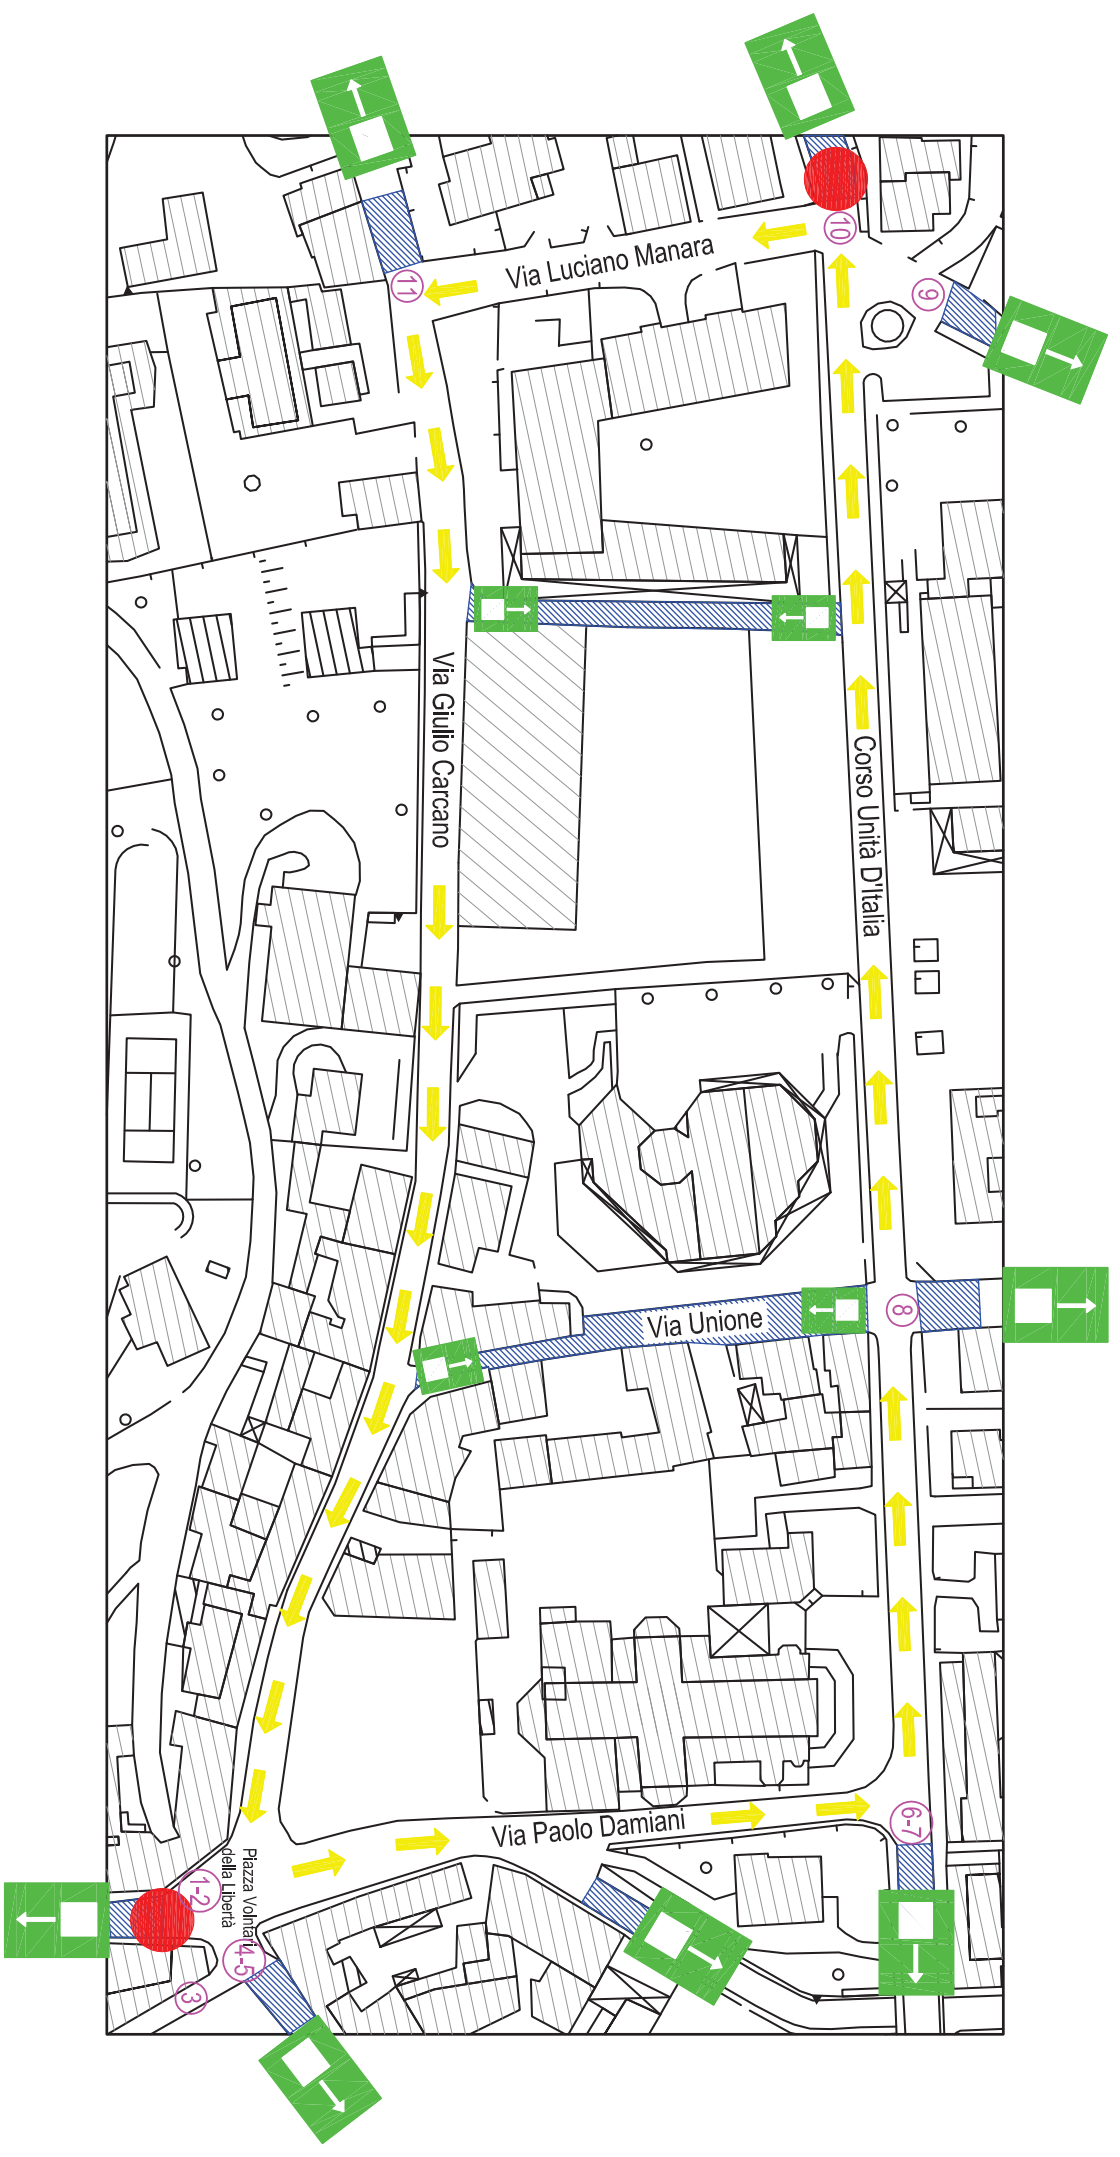 10
Via Luciano Manara
11
9
Via Giulio Carcano
Corso Unità D'Italia
8
Via Unione
6-7
Via Paolo Damiani
Piazza Volntari
della Libertà
1-2
4-5
3